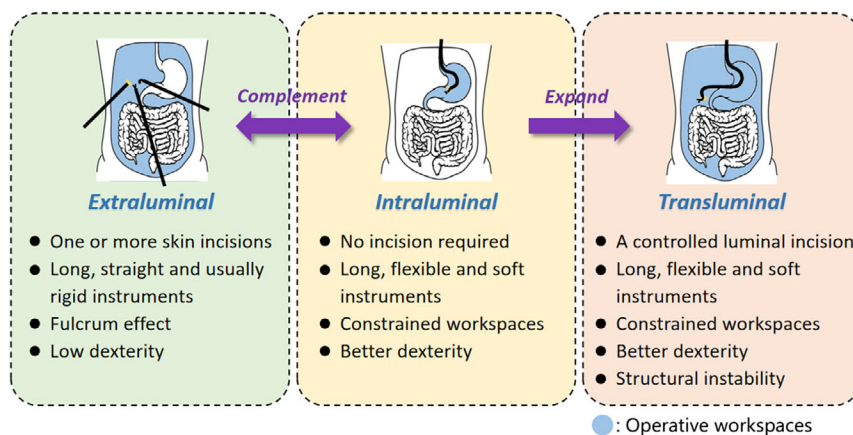 Complement
Expand
Extraluminal
● One or more skin incisions
● Long, straight and usually
rigid instruments
● Fulcrum effect
● Low dexterity
Intraluminal
● No incision required
● Long, flexible and soft
instruments
● Constrained workspaces
● Better dexterity
Transluminal
● A controlled luminal incision
● Long, flexible and soft
instruments
● Constrained workspaces
● Better dexterity
● Structural instability
: Operative workspaces